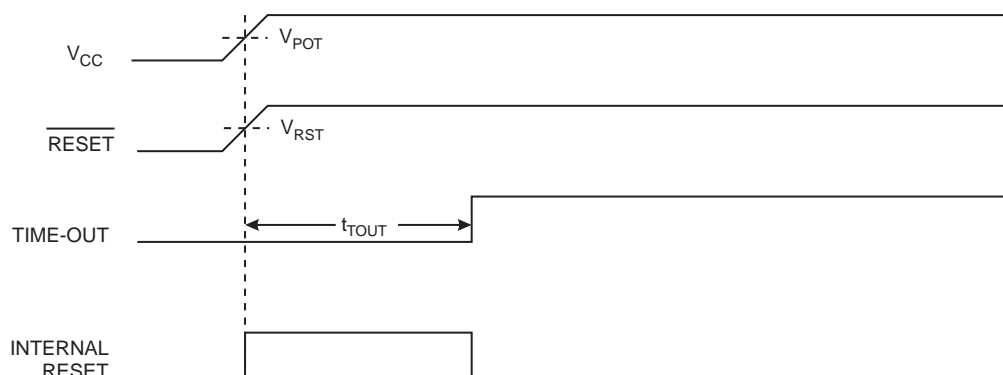 V_CC
V_POT
RESET
V_RST
TIME-OUT
t_TOUT
INTERNAL
RESET